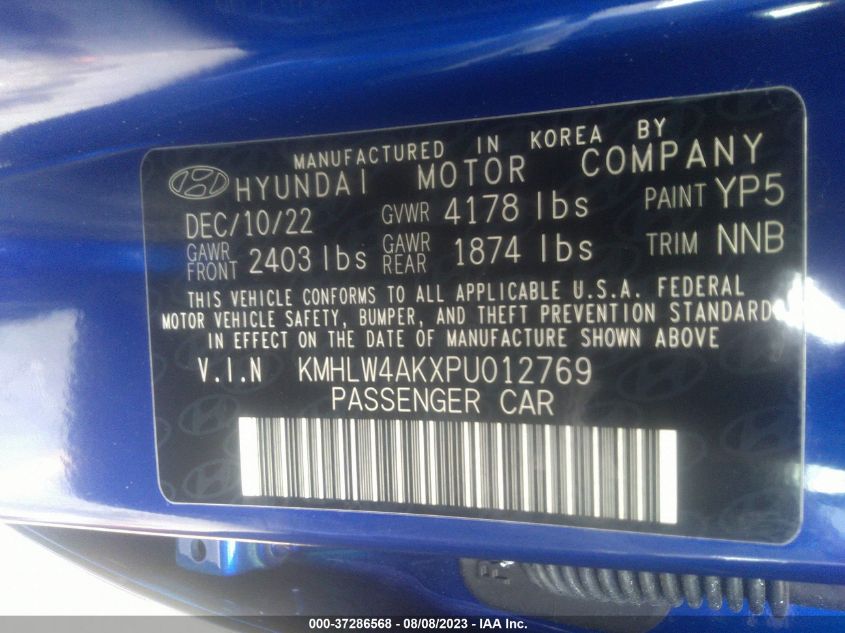 MANUFACTURED IN KOREA BY
HYUNDAI MOTOR COMPANY
DEC/10/22 GVWR 4178 lbs PAINT YP5
GAWR FRONT 2403 lbs GAWR REAR 1874 lbs TRIM NNB
THIS VEHICLE CONFORMS TO ALL APPLICABLE U.S.A. FEDERAL
MOTOR VEHICLE SAFETY, BUMPER, AND THEFT PREVENTION STANDARDS
IN EFFECT ON THE DATE OF MANUFACTURE SHOWN ABOVE
V.I.N KMHLW4AKXPU012769
PASSENGER CAR
000-37286568 - 08/08/2023 - IAA Inc.